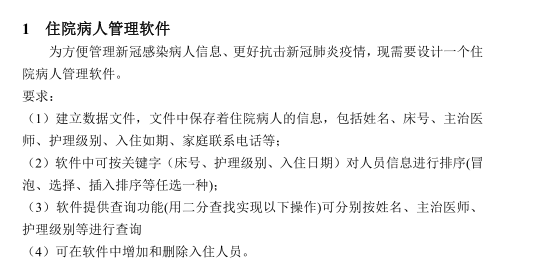 1 住院病人管理软件
为方便管理新冠感染病人信息、更好抗击新冠肺炎疫情，现需要设计一个住
院病人管理软件。
要求：
（1）建立数据文件，文件中保存着住院病人的信息，包括姓名、床号、主治医
师、护理级别、入住如期、家庭联系电话等；
（2）软件中可按关键字（床号、护理级别、入住日期）对人员信息进行排序(冒
泡、选择、插入排序等任选一种)；
（3）软件提供查询功能(用二分查找实现以下操作)可分别按姓名、主治医师、
护理级别等进行查询
（4）可在软件中增加和删除入住人员。